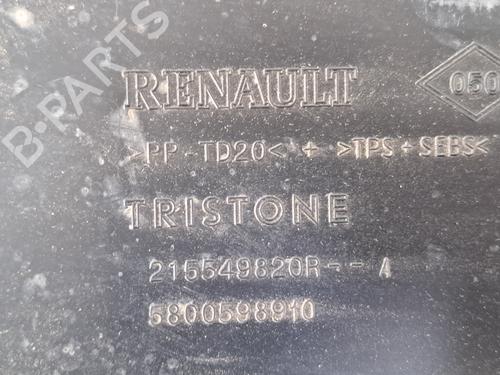 B-PARTS
RENAULT
050
>PP-TD20< + >TPS+SEBS<
TRISTONE
215549820R-- A
5800598910